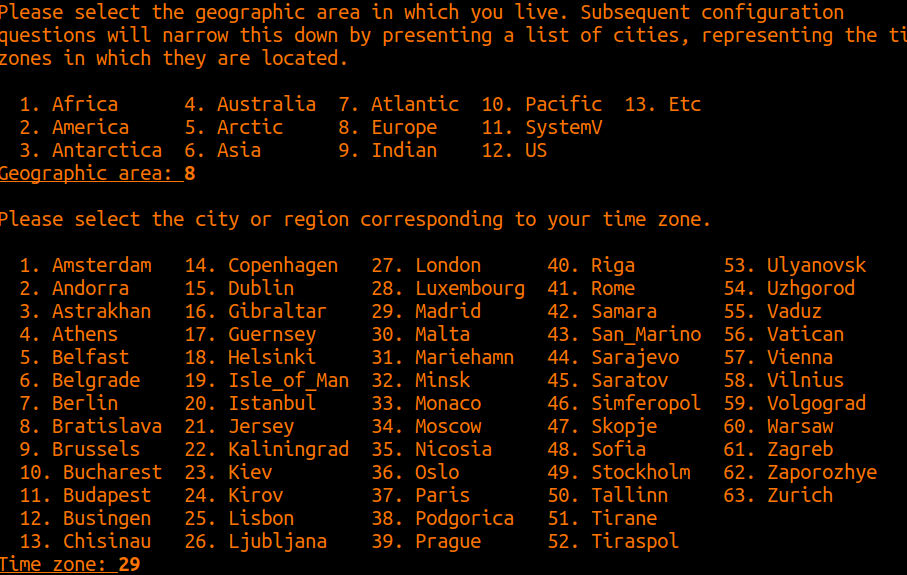 Please select the geographic area in which you live. Subsequent configuration
questions will narrow this down by presenting a list of cities, representing the ti
zones in which they are located.
1. Africa 4. Australia 7. Atlantic 10. Pacific 13. Etc
2. America 5. Arctic 8. Europe 11. SystemV
3. Antarctica 6. Asia 9. Indian 12. US
Geographic area: 8
Please select the city or region corresponding to your time zone.
1. Amsterdam 14. Copenhagen 27. London 40. Riga 53. Ulyanovsk
2. Andorra 15. Dublin 28. Luxembourg 41. Rome 54. Uzhgorod
3. Astrakhan 16. Gibraltar 29. Madrid 42. Samara 55. Vaduz
4. Athens 17. Guernsey 30. Malta 43. San_Marino 56. Vatican
5. Belfast 18. Helsinki 31. Mariehamn 44. Sarajevo 57. Vienna
6. Belgrade 19. Isle_of_Man 32. Minsk 45. Saratov 58. Vilnius
7. Berlin 20. Istanbul 33. Monaco 46. Simferopol 59. Volgograd
8. Bratislava 21. Jersey 34. Moscow 47. Skopje 60. Warsaw
9. Brussels 22. Kaliningrad 35. Nicosia 48. Sofia 61. Zagreb
10. Bucharest 23. Kiev 36. Oslo 49. Stockholm 62. Zaporozhye
11. Budapest 24. Kirov 37. Paris 50. Tallinn 63. Zurich
12. Busingen 25. Lisbon 38. Podgorica 51. Tirane
13. Chisinau 26. Ljubljana 39. Prague 52. Tiraspol
Time zone: 29